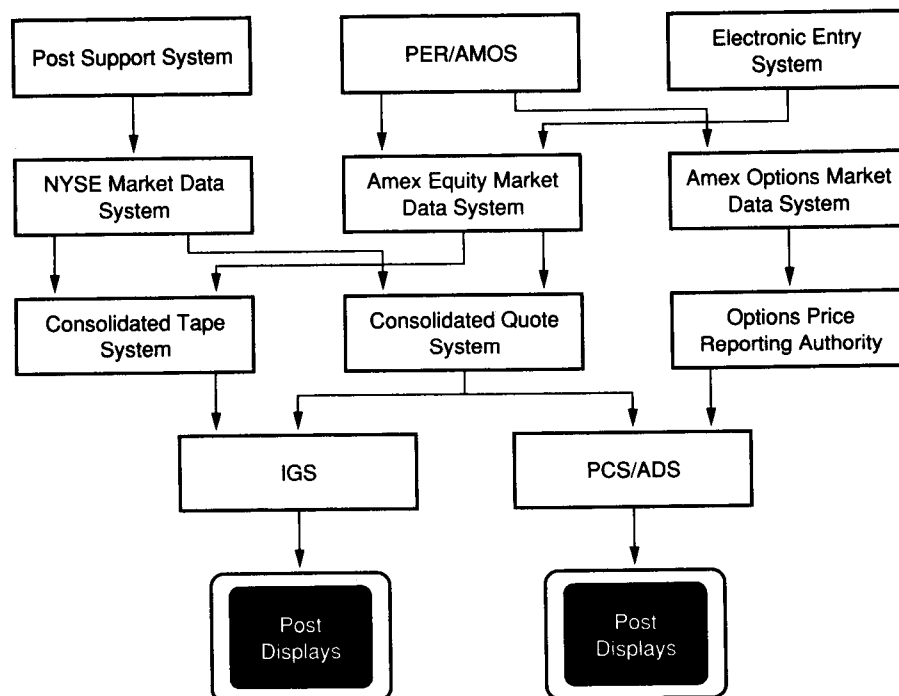 Post Support System
PER/AMOS
Electronic Entry
System
NYSE Market Data
System
Amex Equity Market
Data System
Amex Options Market
Data System
Consolidated Tape
System
Consolidated Quote
System
Options Price
Reporting Authority
IGS
PCS/ADS
Post
Displays
Post
Displays